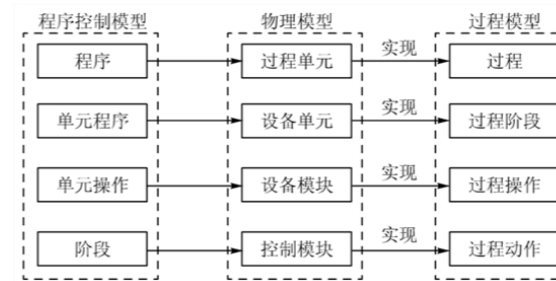 程序控制模型 物理模型 过程模型
程序 过程单元 实现 过程
单元程序 设备单元 实现 过程阶段
单元操作 设备模块 实现 过程操作
阶段 控制模块 实现 过程动作